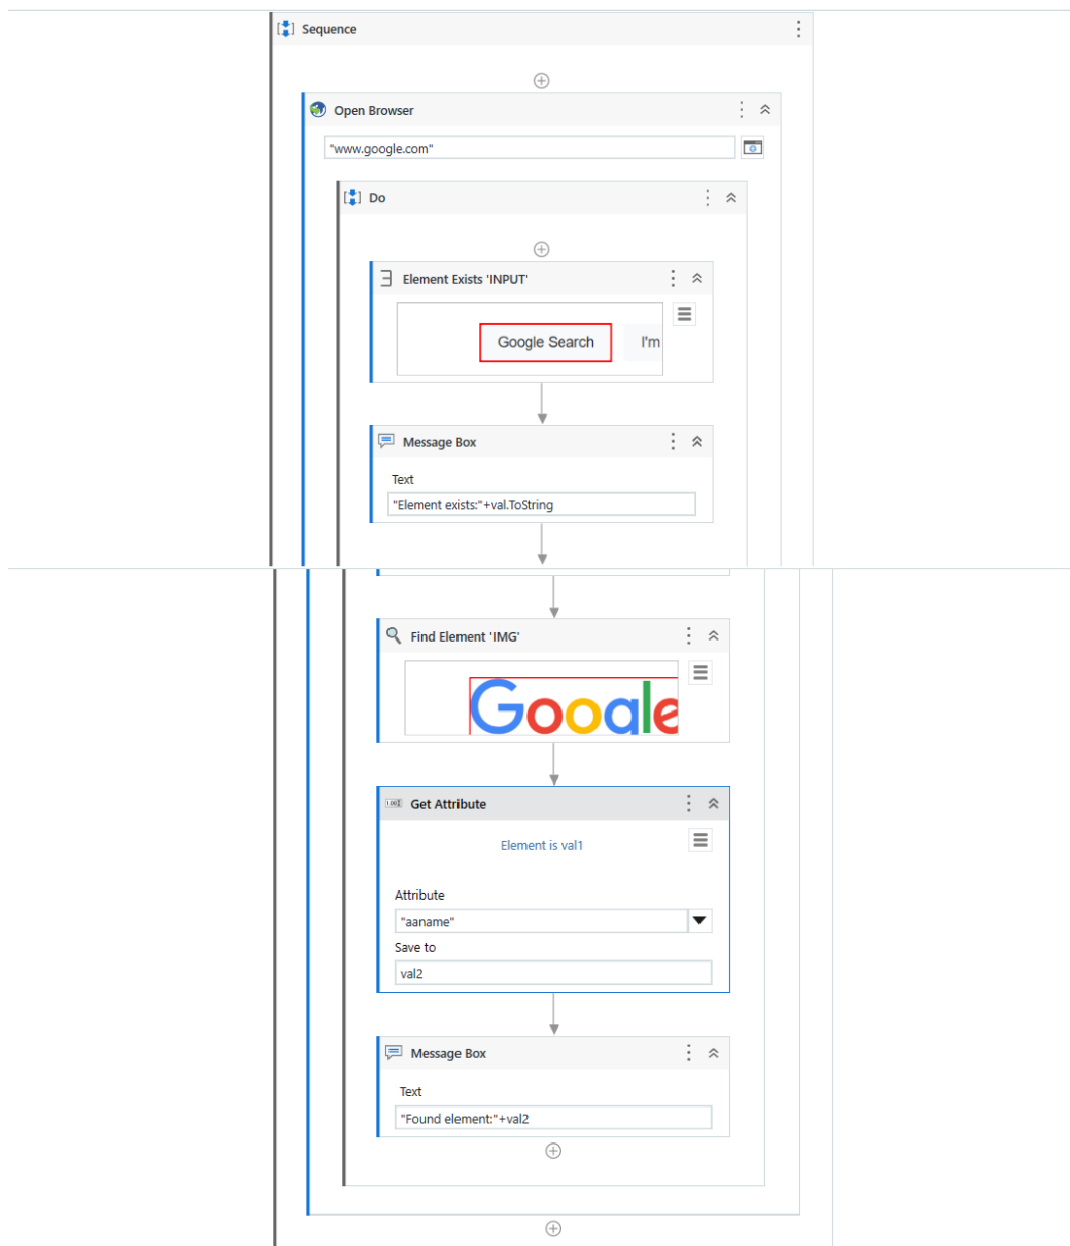 Sequence
Open Browser
"www.google.com"
Do
Element Exists 'INPUT'
Google Search I'm
Message Box
Text
"Element exists:"+val.ToString
Find Element 'IMG'
Google
Get Attribute
Element is val1
Attribute
"aaname"
Save to
val2
Message Box
Text
"Found element:"+val2